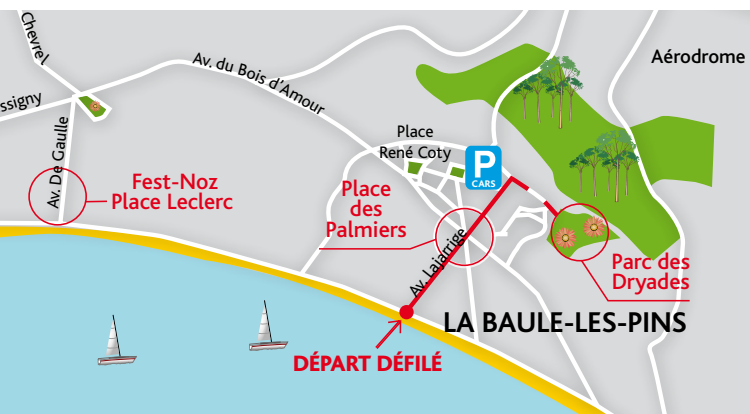 Chevrel
ssigny
Av. De Gaulle
Av. du Bois d'Amour
Aérodrome
Place
René Coty
P
CARS
Fest-Noz
Place Leclerc
Place
des
Palmiers
Av. Lajarrige
Parc des
Dryades
LA BAULE-LES-PINS
DÉPART DÉFILÉ